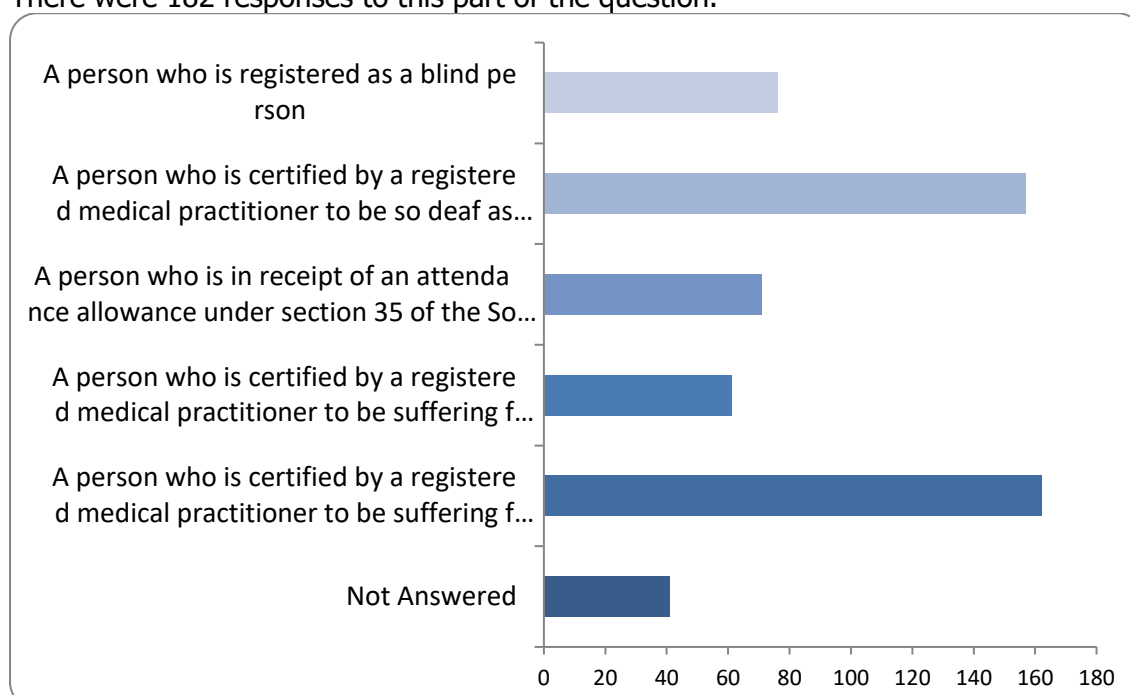 There were 182 responses to this part of the question.
A person who is registered as a blind pe
rson
A person who is certified by a registere
d medical practitioner to be so deaf as...
A person who is in receipt of an attenda
nce allowance under section 35 of the So...
A person who is certified by a registere
d medical practitioner to be suffering f...
A person who is certified by a registere
d medical practitioner to be suffering f...
Not Answered
0 20 40 60 80 100 120 140 160 180